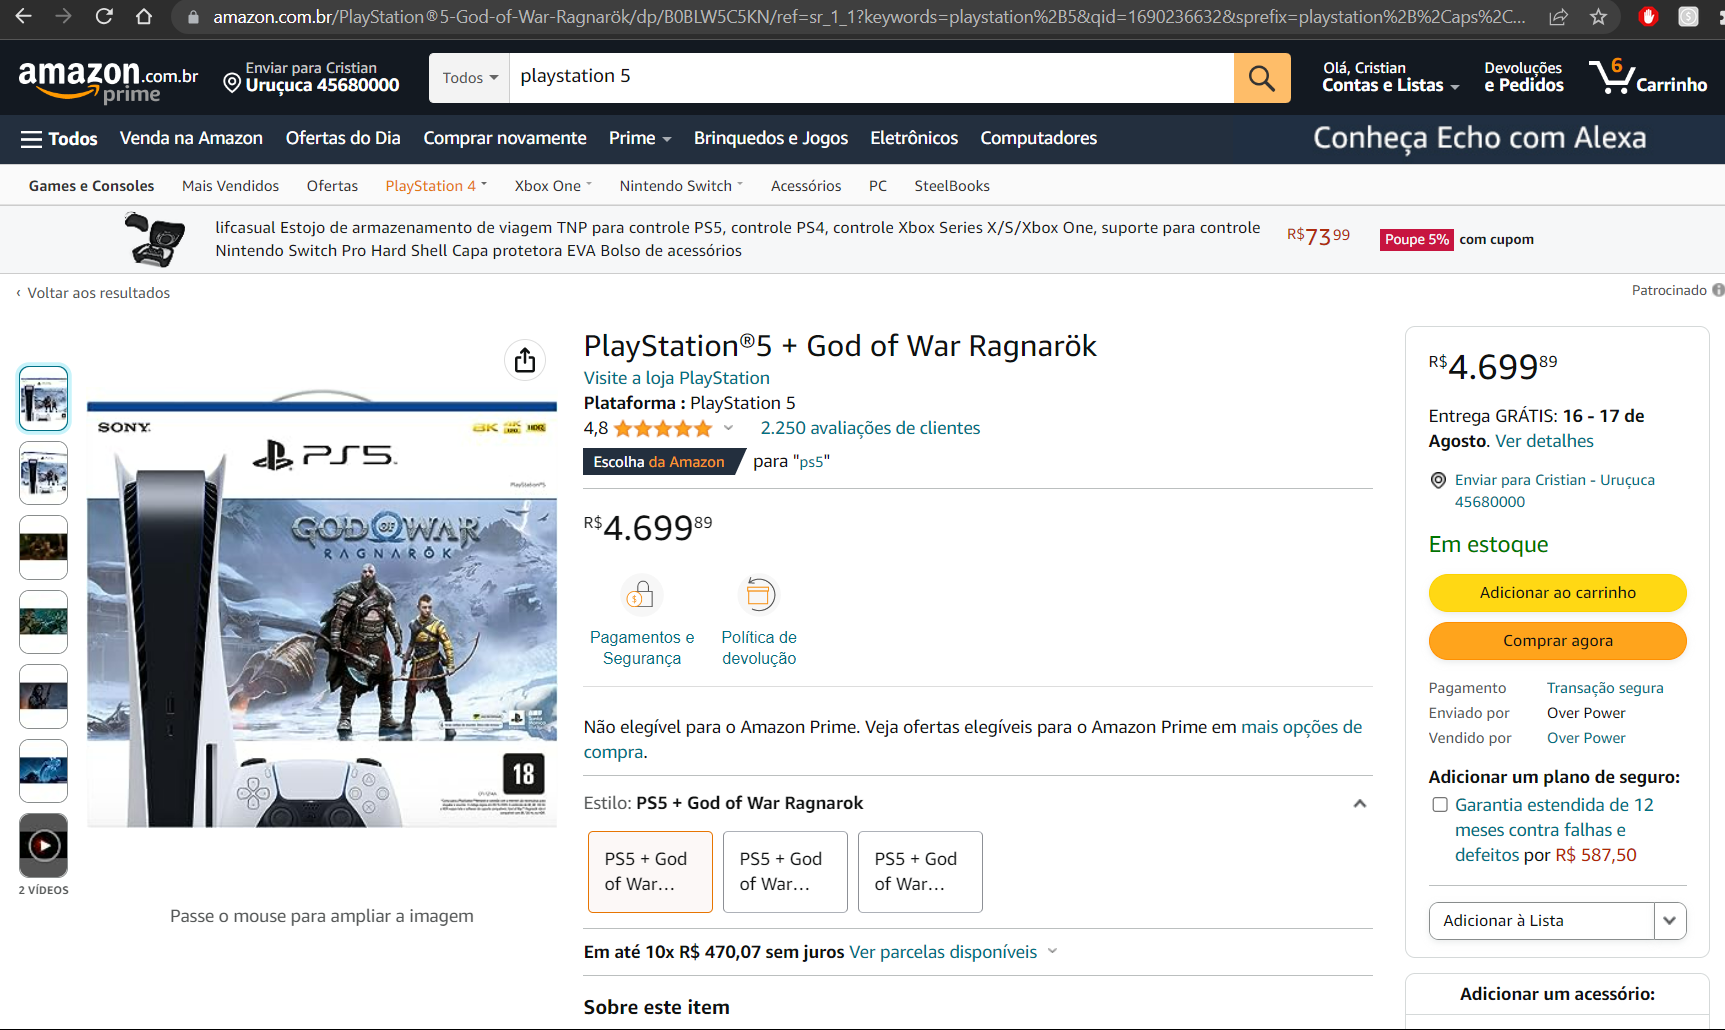 amazon.com.br/PlayStation®5-God-of-War-Ragnarök/dp/B0BLW5C5KN/ref=sr_1_1?keywords=playstation%2B5&qid=1690236632&sprefix=playstation%2B%2Caps%2C...
amazon.com.br
prime
Enviar para Cristian
Uruçuca 45680000
Todos
playstation 5
Olá, Cristian
Contas e Listas
Devoluções
e Pedidos
6
Carrinho
Todos
Venda na Amazon
Ofertas do Dia
Comprar novamente
Prime
Brinquedos e Jogos
Eletrônicos
Computadores
Conheça Echo com Alexa
Games e Consoles
Mais Vendidos
Ofertas
PlayStation 4
Xbox One
Nintendo Switch
Acessórios
PC
SteelBooks
lifcasual Estojo de armazenamento de viagem TNP para controle PS5, controle PS4, controle Xbox Series X/S/Xbox One, suporte para controle
Nintendo Switch Pro Hard Shell Capa protetora EVA Bolso de acessórios
R$73 99
Poupe 5% com cupom
‹ Voltar aos resultados
Patrocinado
2 VÍDEOS
SONY
8K 4K 120 HDR
PS5
PlayStation5
GOD OF WAR
RAGNARÖK
18
Passe o mouse para ampliar a imagem
PlayStation®5 + God of War Ragnarök
Visite a loja PlayStation
Plataforma : PlayStation 5
4,8
2.250 avaliações de clientes
Escolha da Amazon para "ps5"
R$4.699 89
Pagamentos e
Segurança
Política de
devolução
Não elegível para o Amazon Prime. Veja ofertas elegíveis para o Amazon Prime em mais opções de
compra.
Estilo: PS5 + God of War Ragnarok
PS5 + God
of War...
PS5 + God
of War...
PS5 + God
of War...
Em até 10x R$ 470,07 sem juros Ver parcelas disponíveis
Sobre este item
R$4.699 89
Entrega GRÁTIS: 16 - 17 de
Agosto. Ver detalhes
Enviar para Cristian - Uruçuca
45680000
Em estoque
Adicionar ao carrinho
Comprar agora
Pagamento Transação segura
Enviado por Over Power
Vendido por Over Power
Adicionar um plano de seguro:
Garantia estendida de 12
meses contra falhas e
defeitos por R$ 587,50
Adicionar à Lista
Adicionar um acessório: